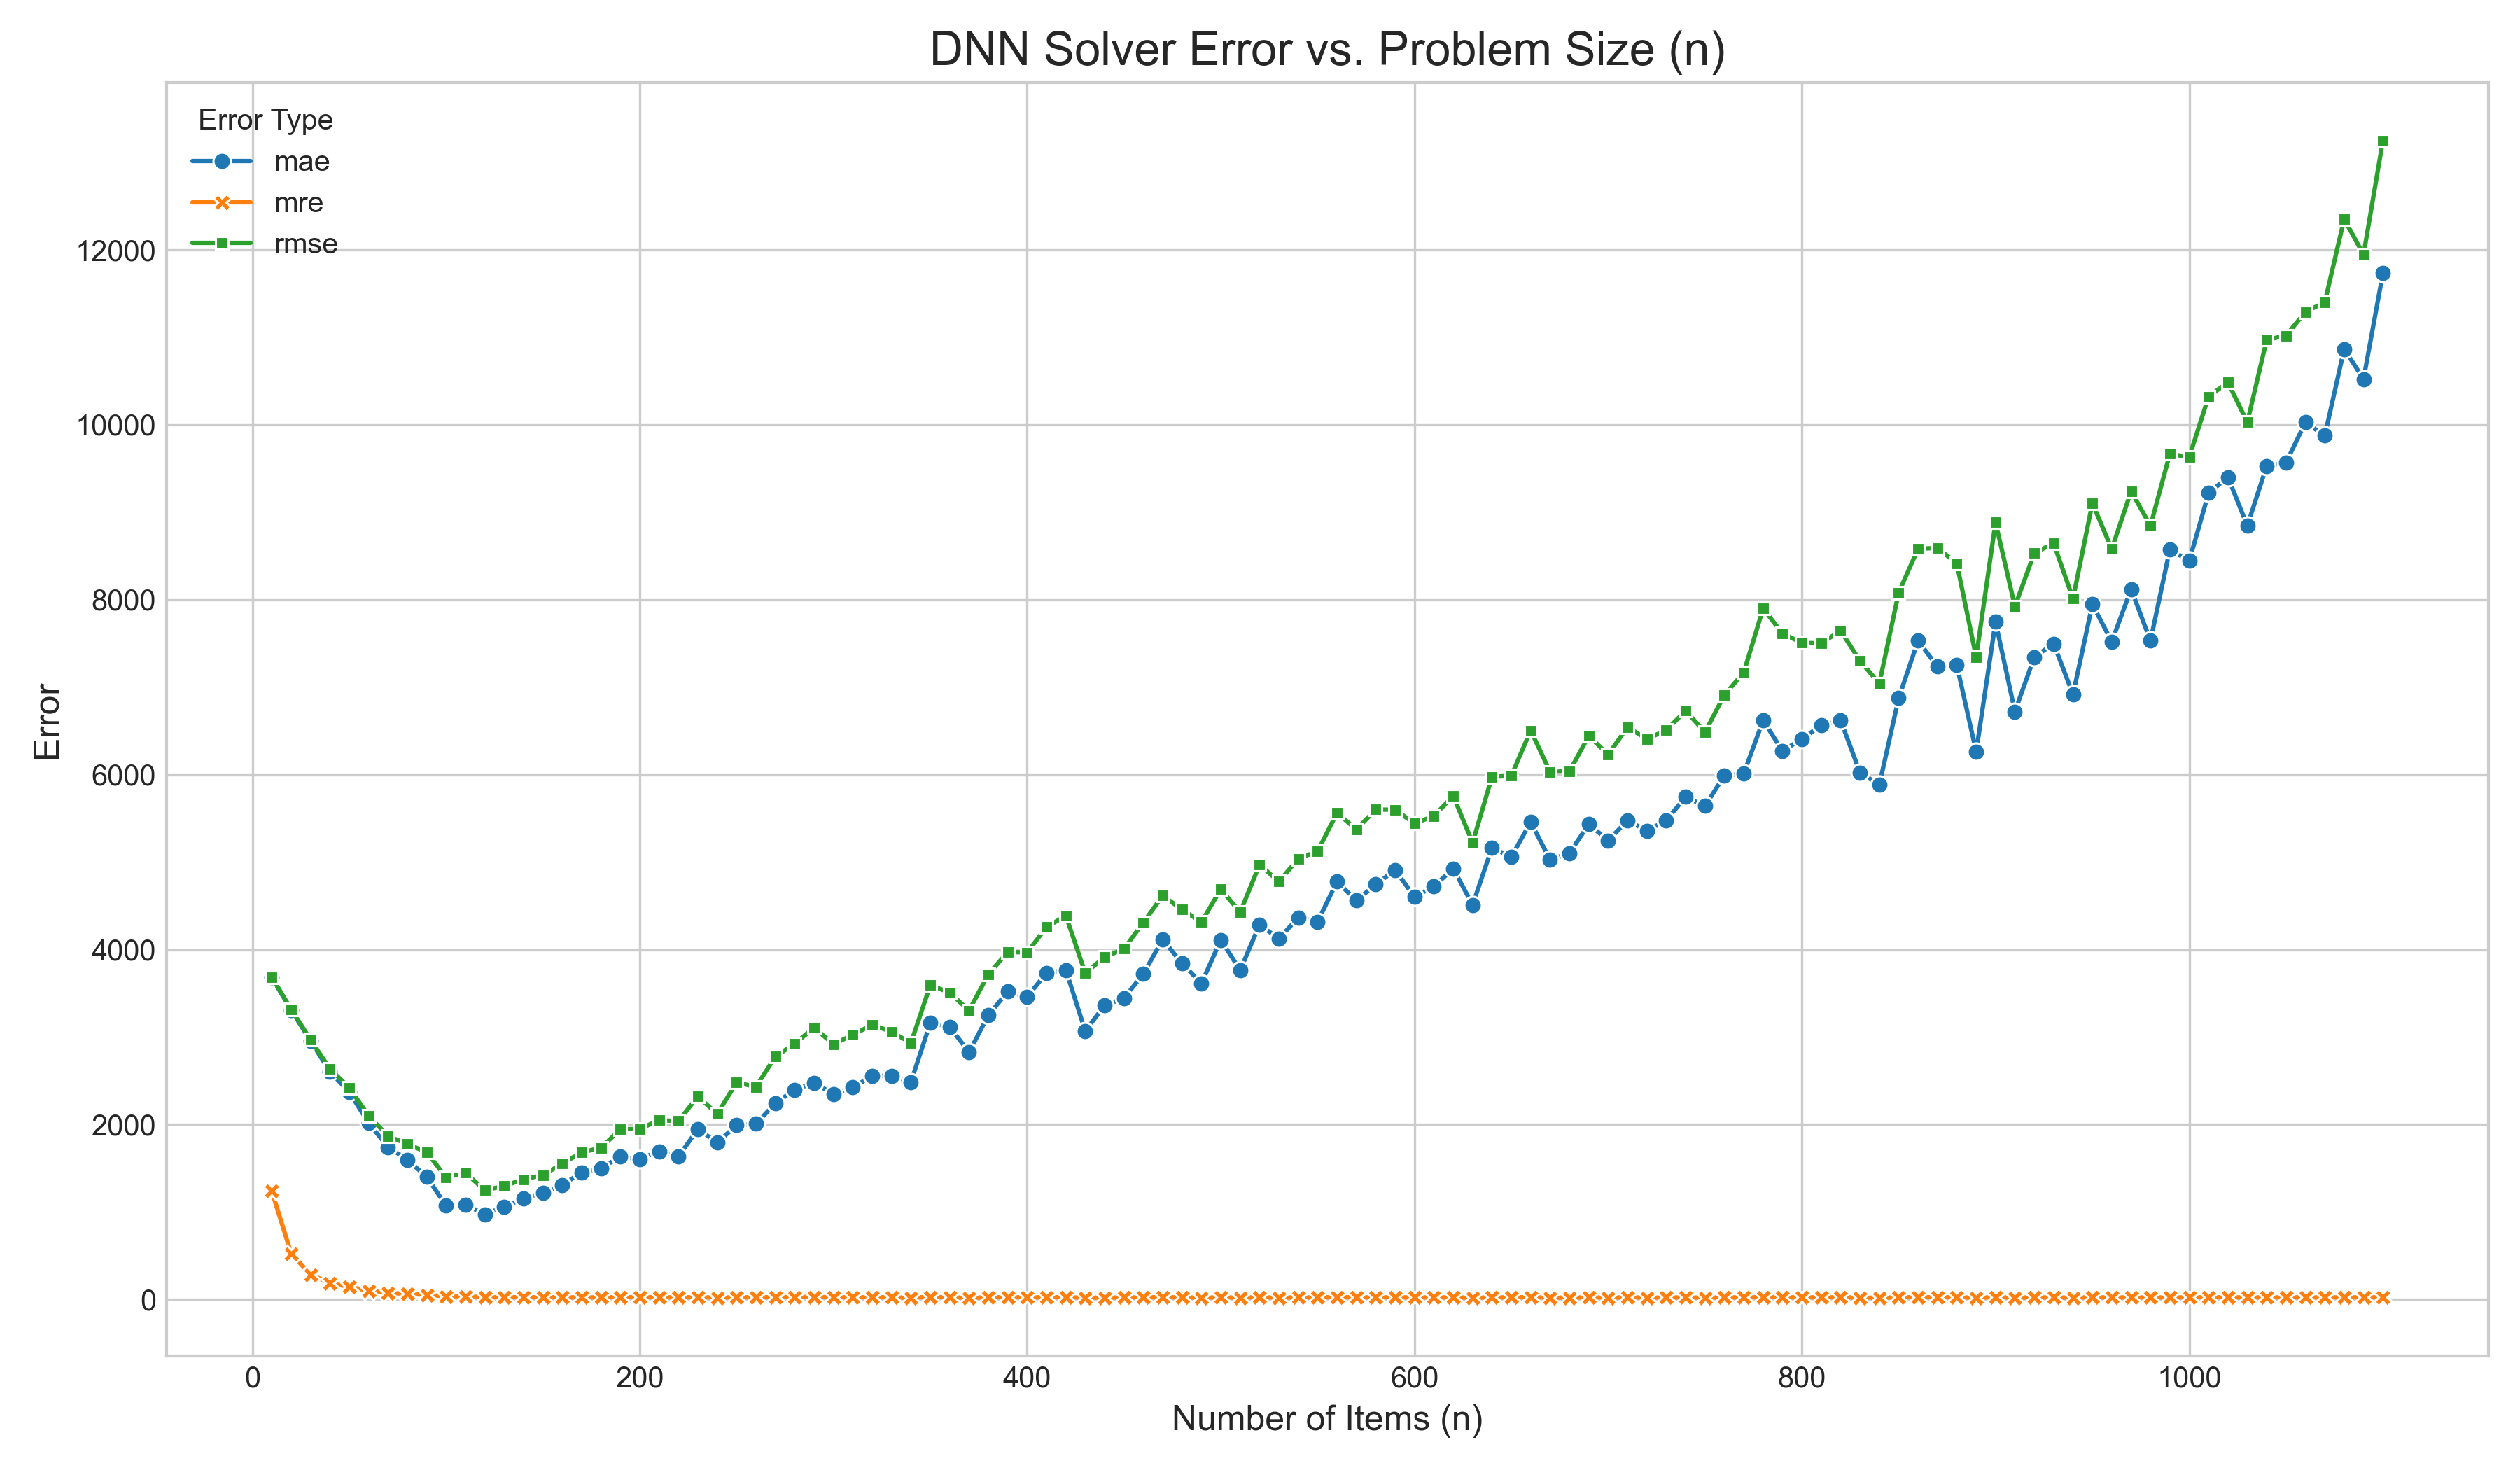 DNN Solver Error vs. Problem Size (n)
Error Type
mae
mre
rmse
12000
10000
8000
6000
4000
2000
0
Error
0 200 400 600 800 1000
Number of Items (n)